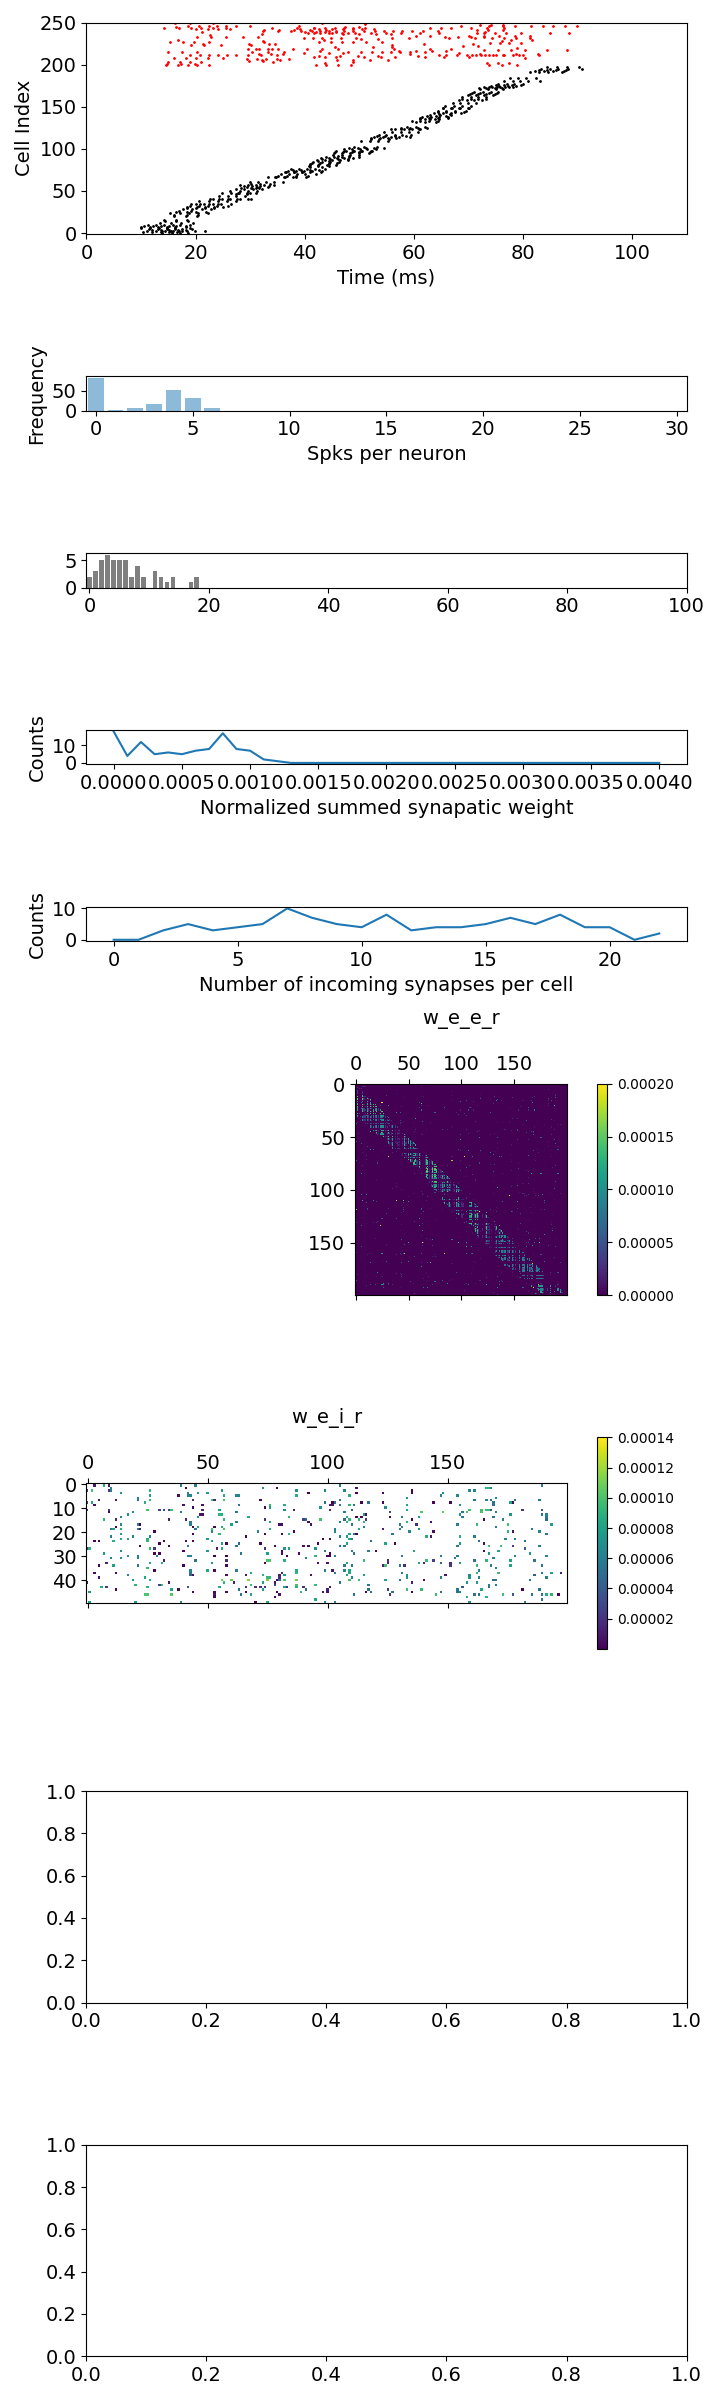 250
200
150
100
50
0
Cell Index
0 20 40 60 80 100
Time (ms)
50
0
Frequency
0 5 10 15 20 25 30
Spks per neuron
5
0
0 20 40 60 80 100
10
0
Counts
0.0000 0.0005 0.0010 0.0015 0.0020 0.0025 0.0030 0.0035 0.0040
Normalized summed synapatic weight
10
0
Counts
0 5 10 15 20
Number of incoming synapses per cell
w_e_e_r
0 50 100 150
0
50
100
150
0.00020
0.00015
0.00010
0.00005
0.00000
w_e_i_r
0 50 100 150
0
10
20
30
40
0.00014
0.00012
0.00010
0.00008
0.00006
0.00004
0.00002
1.0
0.8
0.6
0.4
0.2
0.0
0.0 0.2 0.4 0.6 0.8 1.0
1.0
0.8
0.6
0.4
0.2
0.0
0.0 0.2 0.4 0.6 0.8 1.0